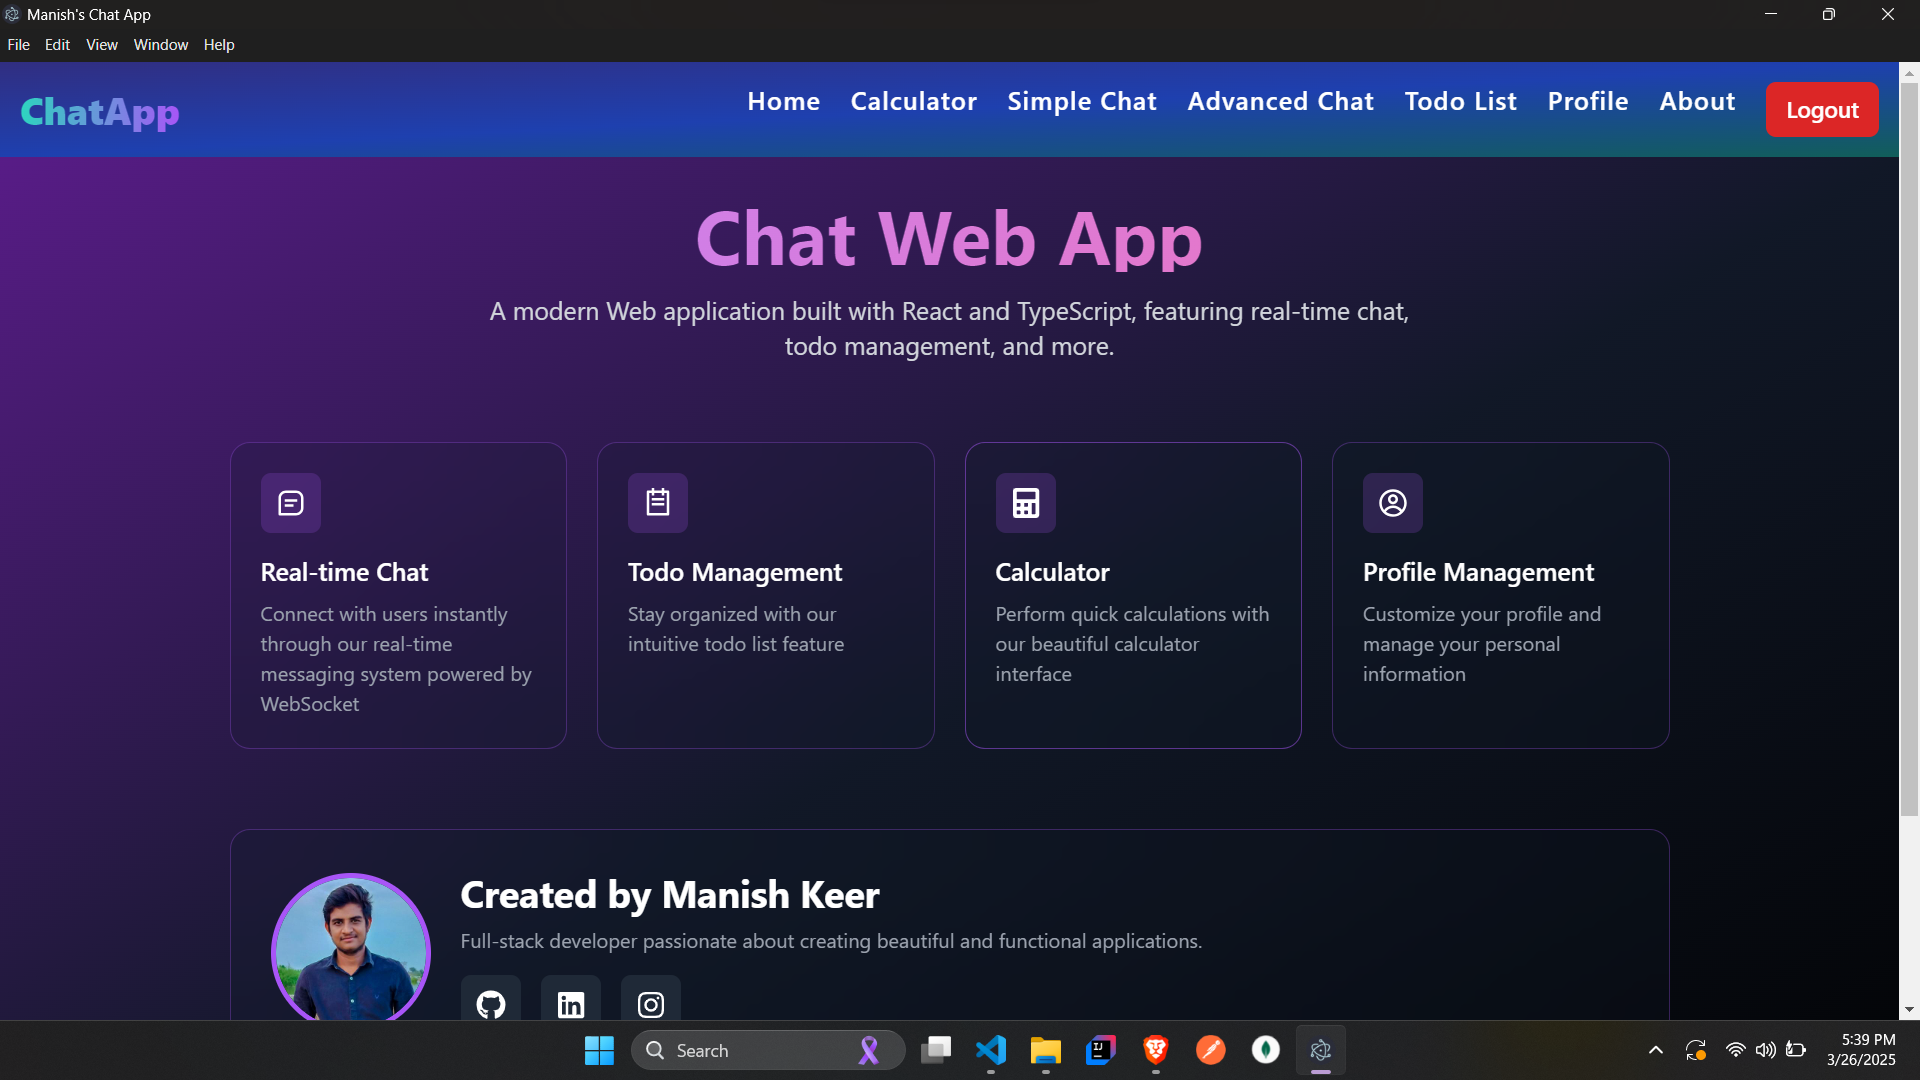 Manish's Chat App
File Edit View Window Help
ChatApp
Home Calculator Simple Chat Advanced Chat Todo List Profile About Logout
Chat Web App
A modern Web application built with React and TypeScript, featuring real-time chat,
todo management, and more.
Real-time Chat
Connect with users instantly
through our real-time
messaging system powered by
WebSocket
Todo Management
Stay organized with our
intuitive todo list feature
Calculator
Perform quick calculations with
our beautiful calculator
interface
Profile Management
Customize your profile and
manage your personal
information
Created by Manish Keer
Full-stack developer passionate about creating beautiful and functional applications.
in
Search
IJ
5:39 PM
3/26/2025